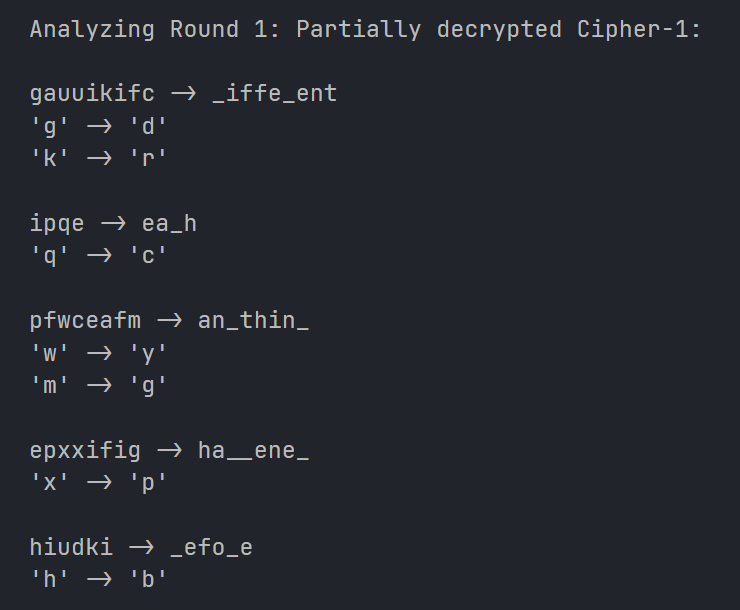 Analyzing Round 1: Partially decrypted Cipher-1:
gauuikifc -> _iffe_ent
'g' -> 'd'
'k' -> 'r'
ipqe -> ea_h
'q' -> 'c'
pfwceafm -> an_thin_
'w' -> 'y'
'm' -> 'g'
epxxifig -> ha__ene_
'x' -> 'p'
hiudki -> _efo_e
'h' -> 'b'